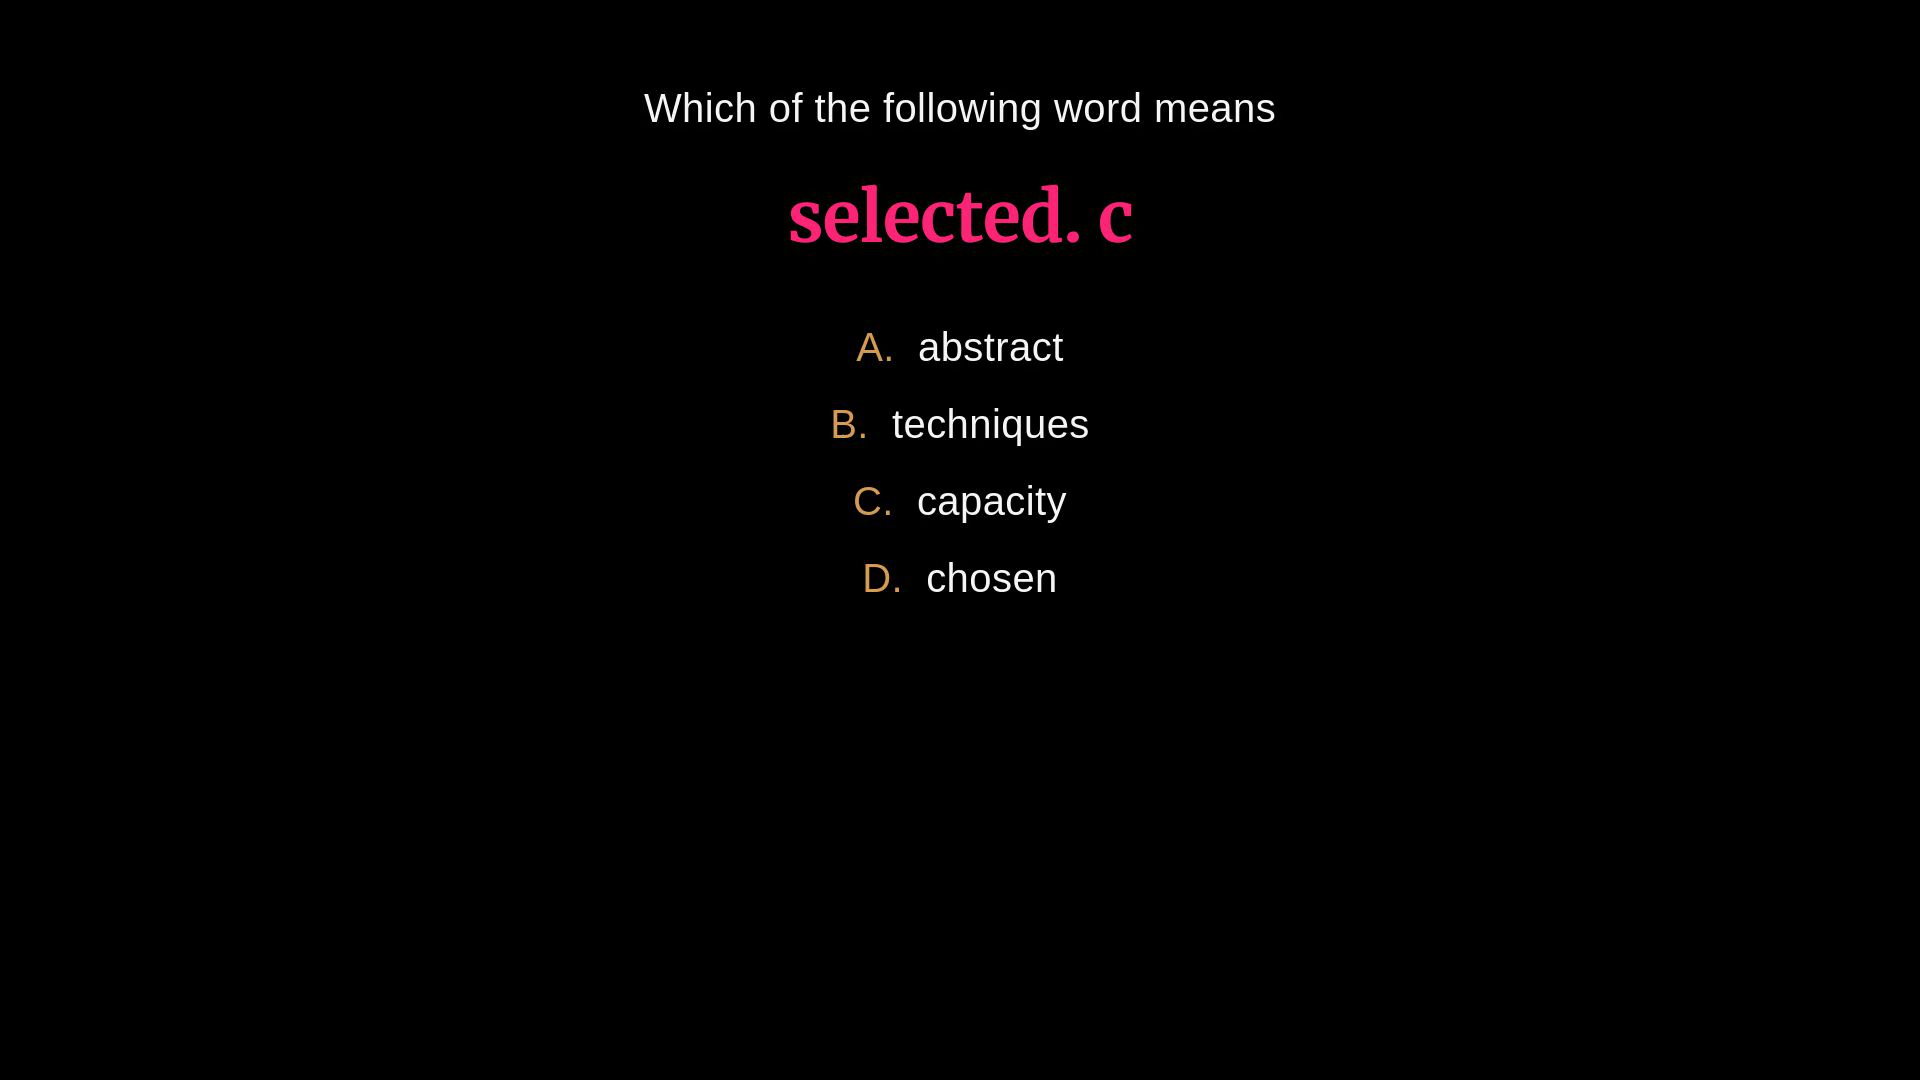 Which of the following word means
selected. c
A. abstract
B. techniques
C. capacity
D. chosen